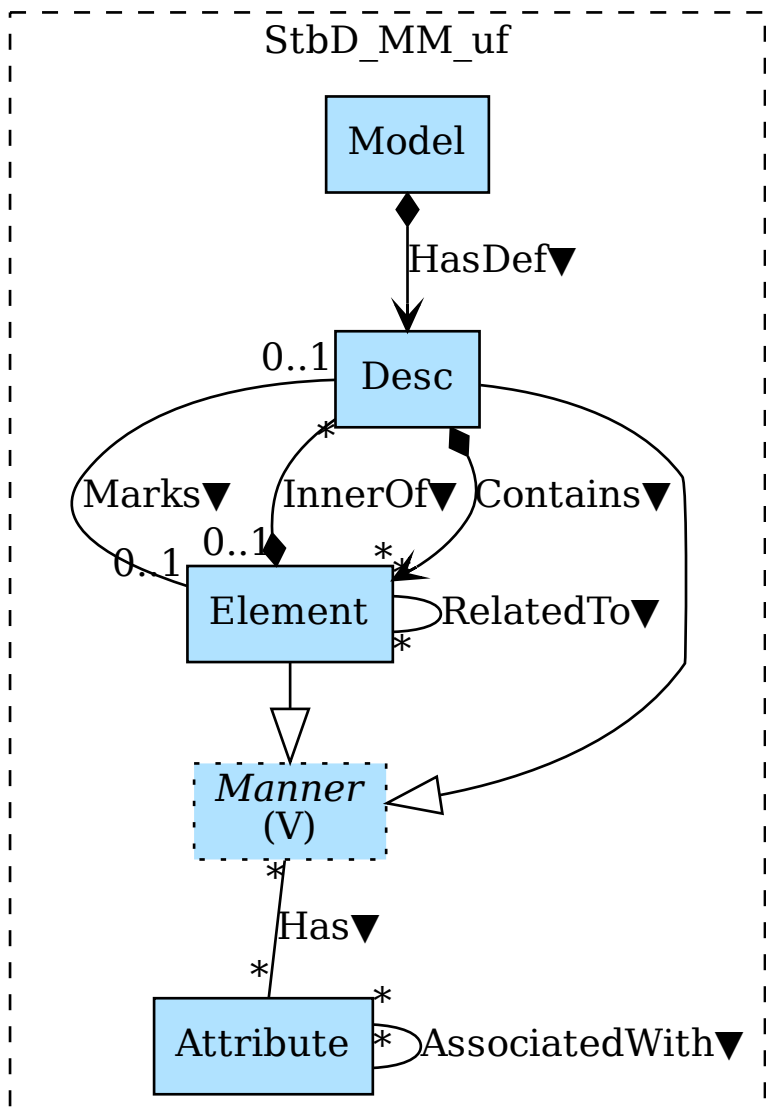 StbD_MM_uf
Model
HasDef▼
0..1
Desc
*
Marks▼
InnerOf▼
Contains▼
0..1
0..1
*
*
Element
RelatedTo▼
*
Manner
(V)
*
Has▼
*
*
Attribute
*
AssociatedWith▼